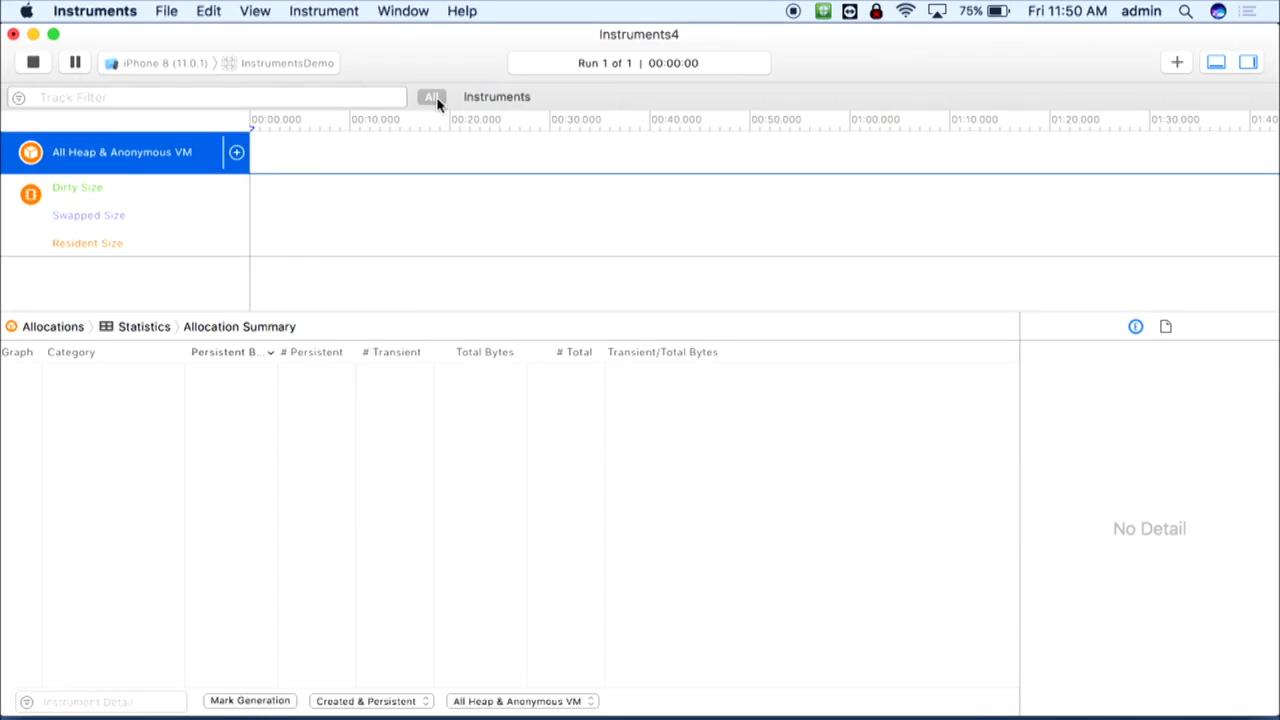 Instruments File Edit View Instrument Window Help 75% Fri 11:50 AM admin
Instruments4
iPhone 8 (11.0.1) InstrumentsDemo Run 1 of 1 | 00:00:00
Track Filter All Instruments
00:00.000 00:10.000 00:20.000 00:30.000 00:40.000 00:50.000 01:00.000 01:10.000 01:20.000 01:30.000 01:40
All Heap & Anonymous VM
Dirty Size
Swapped Size
Resident Size
Allocations Statistics Allocation Summary
Graph Category Persistent B... # Persistent # Transient Total Bytes # Total Transient/Total Bytes
No Detail
Instrument Detail Mark Generation Created & Persistent All Heap & Anonymous VM